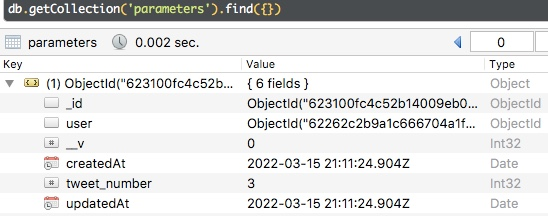 db.getCollection('parameters').find({})
parameters 0.002 sec. 0
Key Value Type
(1) ObjectId("623100fc4c52b... { 6 fields } Object
_id ObjectId("623100fc4c52b14009eb0... ObjectId
user ObjectId("62262c2b9a1c666704a1f... ObjectId
# __v 0 Int32
createdAt 2022-03-15 21:11:24.904Z Date
# tweet_number 3 Int32
updatedAt 2022-03-15 21:11:24.904Z Date